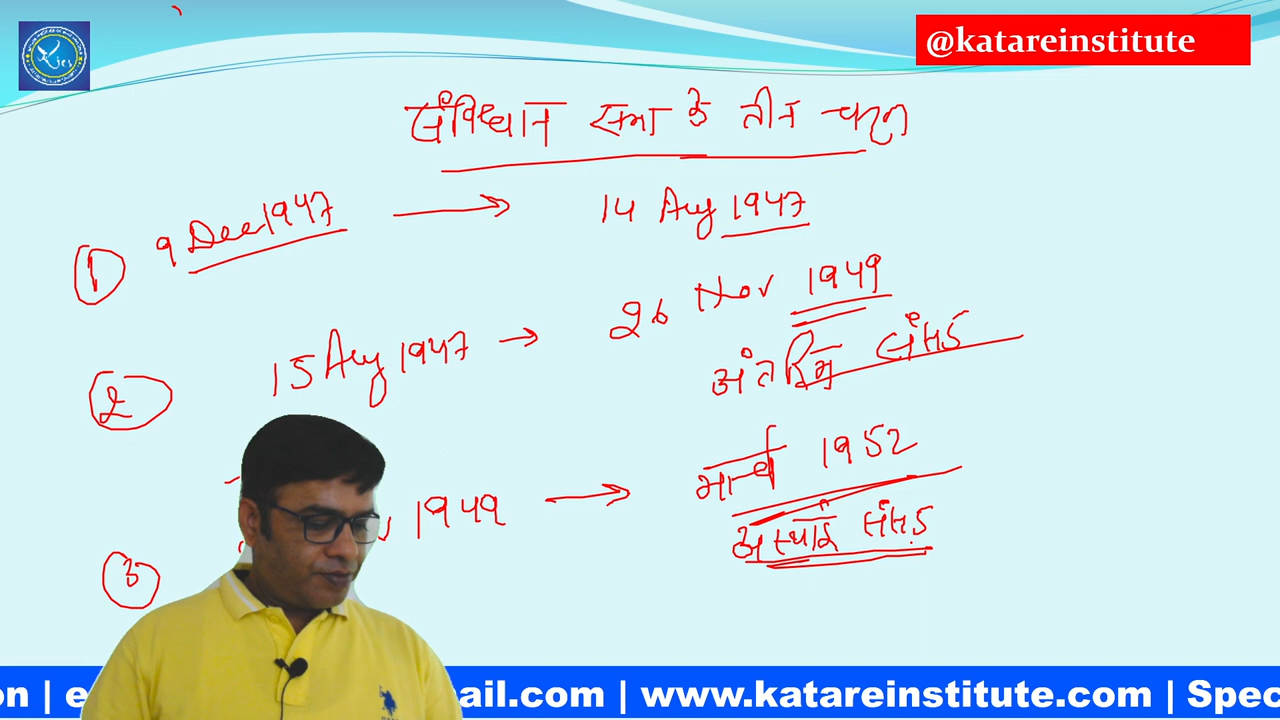 @katareinstitute
संविधान सभा के तीन चरण
① 9 Dec 1947 → 14 Aug 1947
② 15 Aug 1947 → 26 Nov 1949
अंतरिम संसद
③ 1949 → मार्च 1952
अस्थाई संसद
on | e ail.com | www.katareinstitute.com | Spec